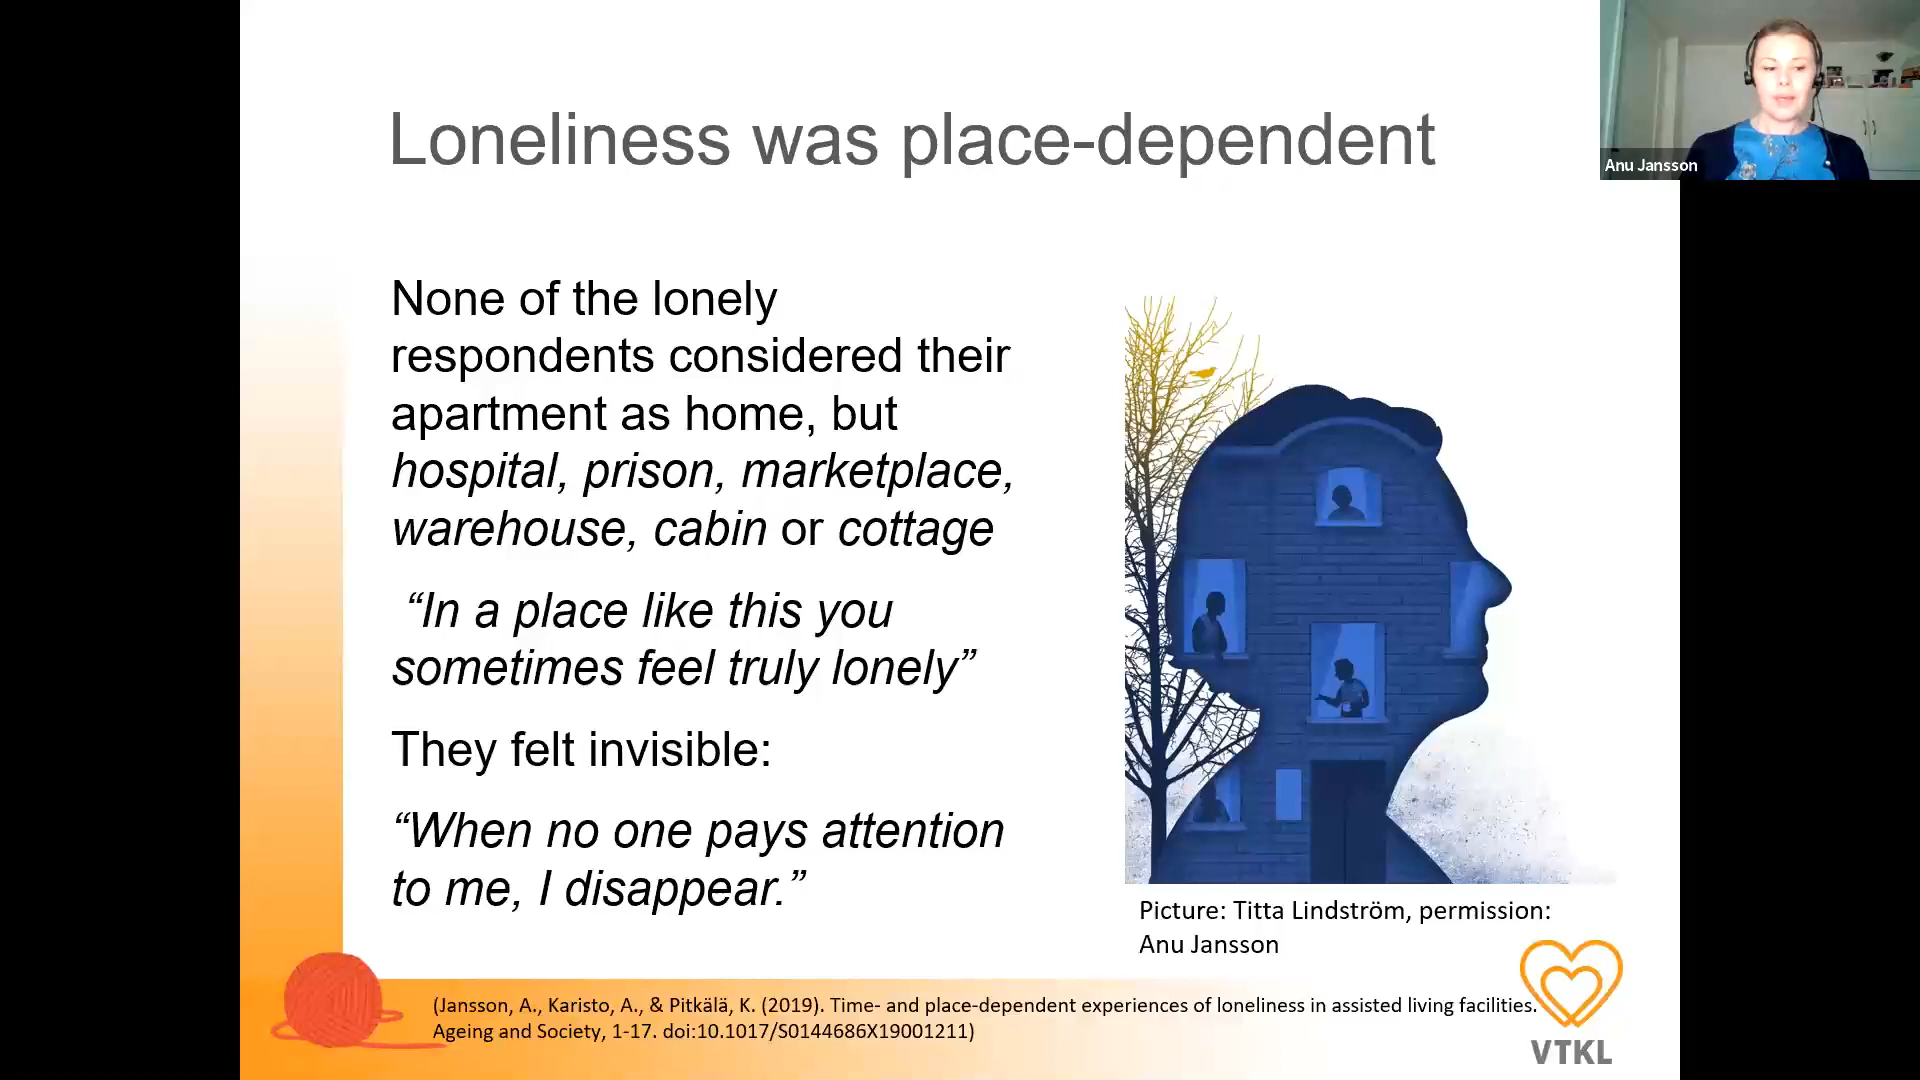 Loneliness was place-dependent
Anu Jansson
None of the lonely
respondents considered their
apartment as home, but
hospital, prison, marketplace,
warehouse, cabin or cottage
“In a place like this you
sometimes feel truly lonely”
They felt invisible:
“When no one pays attention
to me, I disappear.”
Picture: Titta Lindström, permission:
Anu Jansson
(Jansson, A., Karisto, A., & Pitkälä, K. (2019). Time- and place-dependent experiences of loneliness in assisted living facilities.
Ageing and Society, 1-17. doi:10.1017/S0144686X19001211)
VTKL